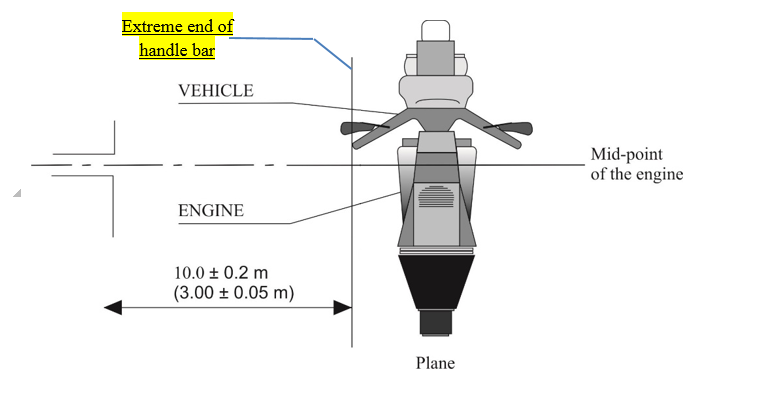 Extreme end of
handle bar
VEHICLE
Mid-point
of the engine
ENGINE
10.0 ± 0.2 m
(3.00 ± 0.05 m)
Plane